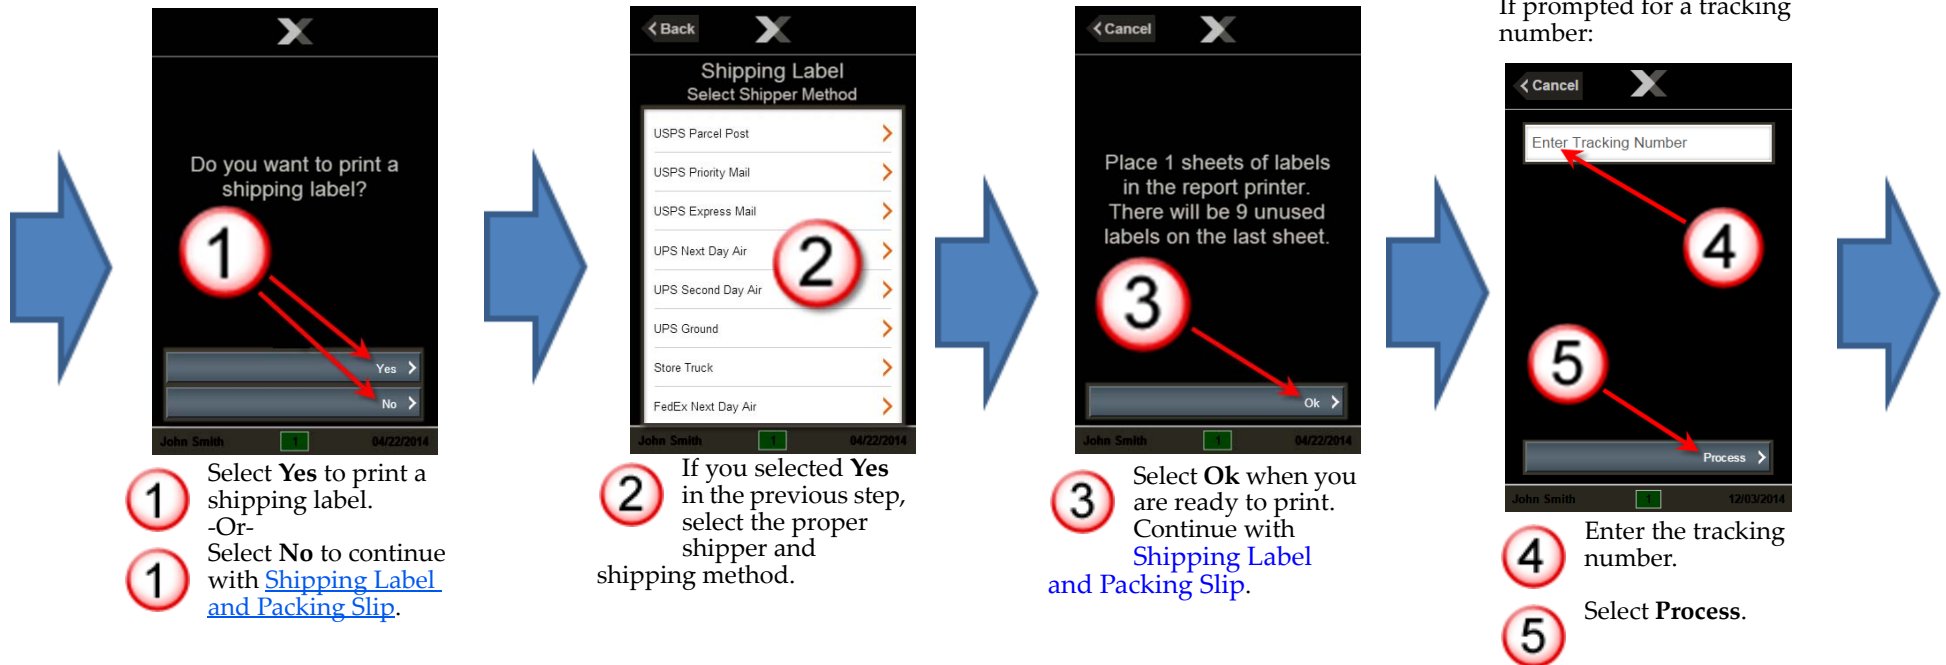 Do you want to print a
shipping label?
1
Yes
No
John Smith 1 04/22/2014
1 Select Yes to print a
shipping label.
-Or-
1 Select No to continue
with Shipping Label
and Packing Slip.
Back
Shipping Label
Select Shipper Method
USPS Parcel Post
USPS Priority Mail
USPS Express Mail
UPS Next Day Air
2
UPS Second Day Air
UPS Ground
Store Truck
FedEx Next Day Air
John Smith 1 04/22/2014
2 If you selected Yes
in the previous step,
select the proper
shipper and
shipping method.
Cancel
Place 1 sheets of labels
in the report printer.
There will be 9 unused
labels on the last sheet.
3
Ok
John Smith 1 04/22/2014
3 Select Ok when you
are ready to print.
Continue with
Shipping Label
and Packing Slip.
If prompted for a tracking
number:
Cancel
Enter Tracking Number
4
5
Process
John Smith 1 12/03/2014
4 Enter the tracking
number.
5 Select Process.